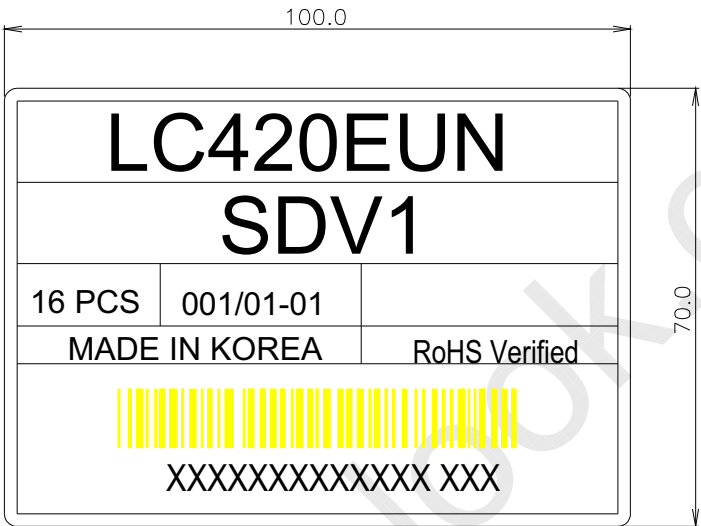 100.0
LC420EUN
SDV1
16 PCS 001/01-01
70.0
MADE IN KOREA RoHS Verified
XXXXXXXXXXXXX XXX